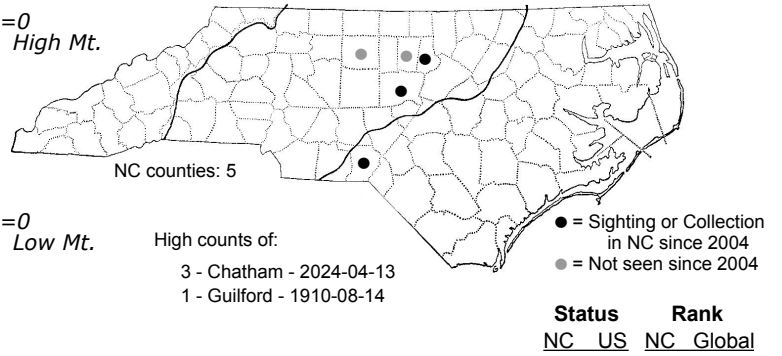 =0
High Mt.
NC counties: 5
=0
Low Mt.
High counts of:
3 - Chatham - 2024-04-13
1 - Guilford - 1910-08-14
= Sighting or Collection
in NC since 2004
= Not seen since 2004
Status Rank
NC US NC Global